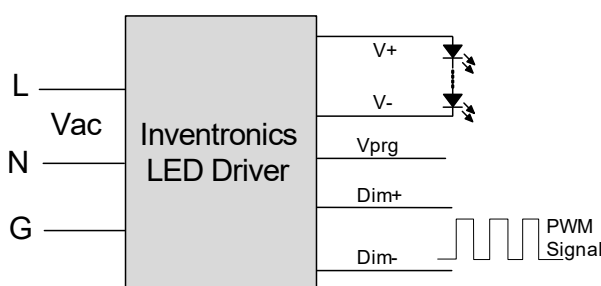 L
Vac
N
G
Inventronics
LED Driver
V+
V-
Vprg
Dim+
Dim-
PWM
Signal